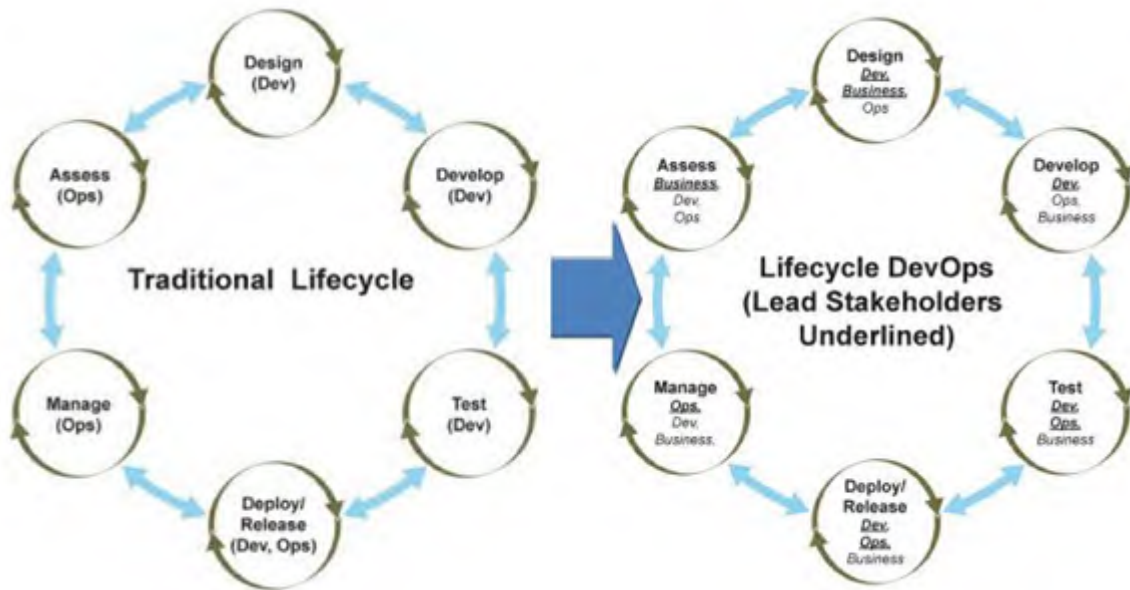 Design
(Dev)
Develop
(Dev)
Test
(Dev)
Deploy/
Release
(Dev, Ops)
Manage
(Ops)
Assess
(Ops)
Traditional Lifecycle
Design
Dev,
Business,
Ops
Develop
Dev,
Ops,
Business
Test
Dev,
Ops,
Business
Deploy/
Release
Dev,
Ops,
Business
Manage
Ops,
Dev,
Business,
Assess
Business,
Dev,
Ops
Lifecycle DevOps
(Lead Stakeholders
Underlined)